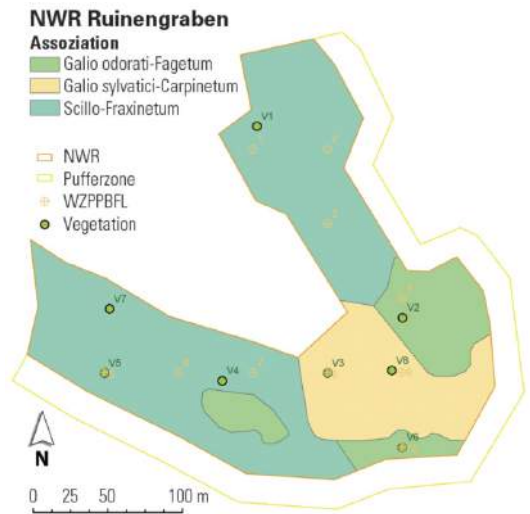 NWR Ruinengraben
Assoziation
Galio odorati-Fagetum
Galio sylvatici-Carpinetum
Scillo-Fraxinetum
NWR
Pufferzone
WZPPBFL
Vegetation
V1
V7
V2
V5
V4
V3
V8
V6
N
0 25 50 100 m